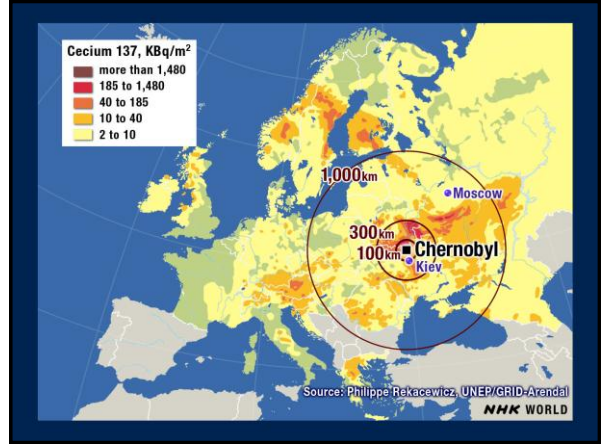 Cecium 137, KBq/m²
more than 1,480
185 to 1,480
40 to 185
10 to 40
2 to 10
1,000km
Moscow
300km
Chernobyl
100km
Kiev
Source: Philippe Rekacewicz, UNEP/GRID-Arendal
NHK WORLD